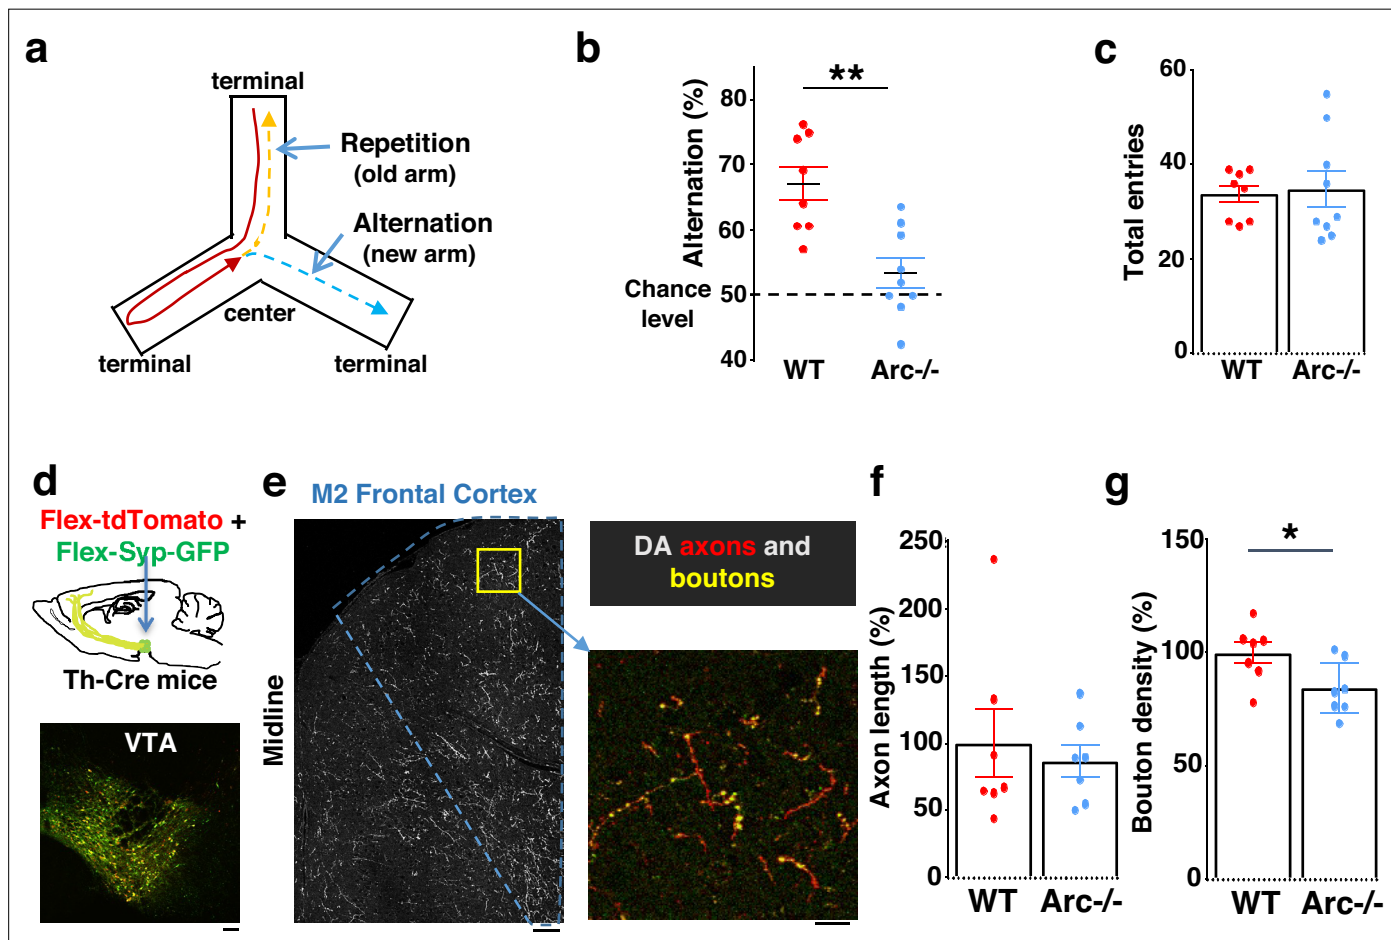 a
terminal
Repetition
(old arm)
Alternation
(new arm)
center
terminal
terminal
b
**
Alternation (%)
80
70
60
50
40
Chance
level
WT
Arc-/-
c
Total entries
60
40
20
0
WT
Arc-/-
d
Flex-tdTomato +
Flex-Syp-GFP
Th-Cre mice
VTA
e
M2 Frontal Cortex
Midline
DA axons and
boutons
f
Axon length (%)
250
200
150
100
50
0
WT
Arc-/-
g
*
Bouton density (%)
150
100
50
0
WT
Arc-/-